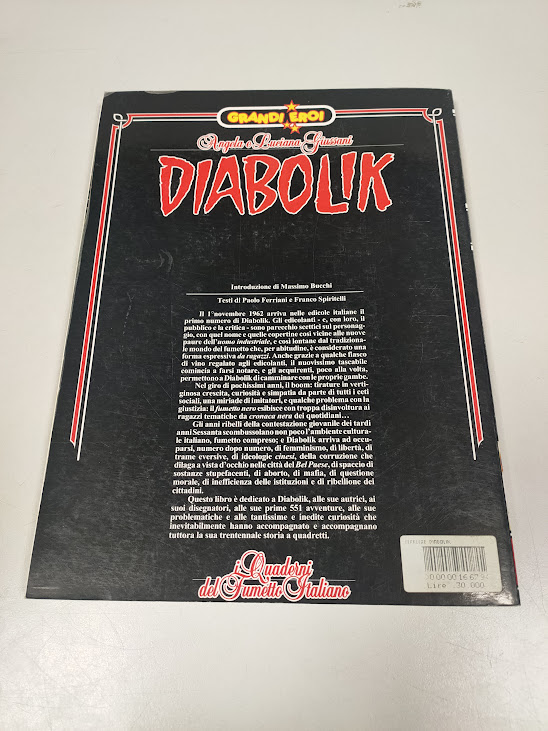 GRANDI EROI
Angela e Luciana Giussani
DIABOLIK
Introduzione di Massimo Bucchi
Testi di Paolo Ferriani e Franco Spiritelli
Il 1° novembre 1962 arriva nelle edicole italiane il
primo numero di Diabolik. Gli edicolanti - e, con loro, il
pubblico e la critica - sono parecchio scettici sul personag-
gio, con quel nome e quelle copertine così vicine alle nuove
paure dell'uomo industriale, e così lontane dal tradiziona-
le mondo del fumetto che, per abitudine, è considerato una
forma espressiva da ragazzi. Anche grazie a qualche fiasco
di vino regalato agli edicolanti, il nuovissimo tascabile
comincia a farsi notare, e gli acquirenti, poco alla volta,
permettono a Diabolik di camminare con le proprie gambe.
Nel giro di pochissimi anni, il boom: tirature in verti-
ginosa crescita, curiosità e simpatia da parte di tutti i ceti
sociali, una miriade di imitatori, e qualche problema con la
giustizia: il fumetto nero esibisce con troppa disinvoltura ai
ragazzi tematiche da cronaca nera dei quotidiani...
Gli anni ribelli della contestazione giovanile dei tardi
anni Sessanta scombussolano non poco l'ambiente cultura-
le italiano, fumetto compreso; e Diabolik arriva ad occu-
parsi, numero dopo numero, di femminismo, di libertà, di
trame eversive, di ideologie cinesi, della corruzione che
dilaga a vista d'occhio nelle città del Bel Paese, di spaccio di
sostanze stupefacenti, di aborto, di mafia, di questione
morale, di inefficienza delle istituzioni e di ribellione dei
cittadini.
Questo libro è dedicato a Diabolik, alle sue autrici, ai
suoi disegnatori, alle sue prime 551 avventure, alle sue
problematiche e alle tantissime e inedite curiosità che
inevitabilmente hanno accompagnato e accompagnano
tuttora la sua trentennale storia a quadretti.
i Quaderni
del Fumetto Italiano
DIABOLIK
Lire 30.000